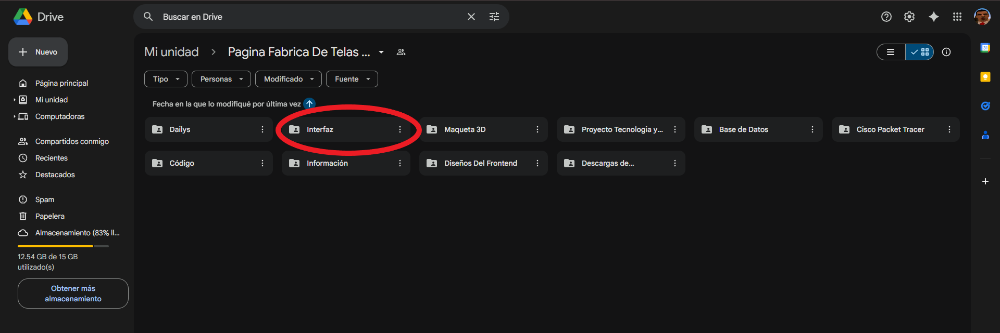 Drive
Buscar en Drive
Nuevo
Mi unidad
Pagina Fabrica De Telas ...
Tipo
Personas
Modificado
Fuente
Página principal
Mi unidad
Computadoras
Compartidos conmigo
Recientes
Destacados
Spam
Papelera
Almacenamiento (83% ll...
12.54 GB de 15 GB
utilizado(s)
Obtener más
almacenamiento
Fecha en la que lo modifiqué por última vez
Dailys
Interfaz
Maqueta 3D
Proyecto Tecnologia y...
Base de Datos
Cisco Packet Tracer
Código
Información
Diseños Del Frontend
Descargas de...
31